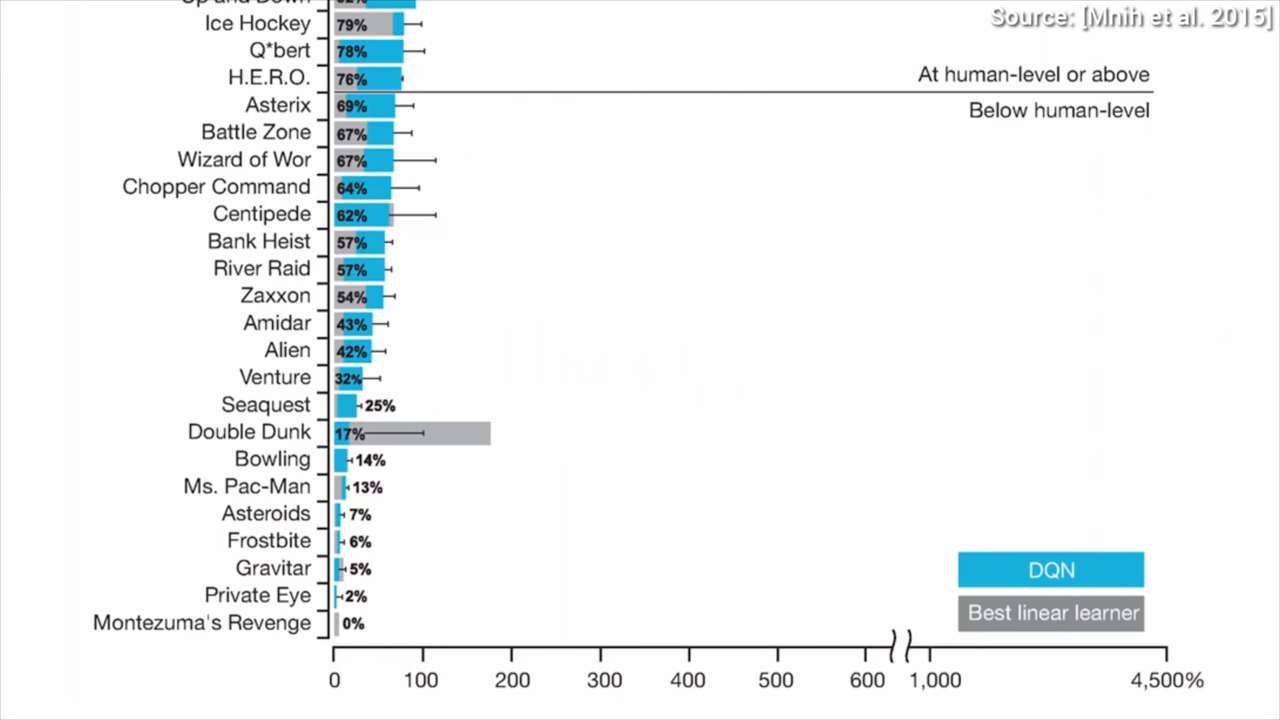 Up and Down
Source: [Mnih et al. 2015]
Ice Hockey 79%
Q*bert 78%
H.E.R.O. 76%
At human-level or above
Asterix 69%
Below human-level
Battle Zone 67%
Wizard of Wor 67%
Chopper Command 64%
Centipede 62%
Bank Heist 57%
River Raid 57%
Zaxxon 54%
Amidar 43%
Alien 42%
Venture 32%
Seaquest 25%
Double Dunk 17%
Bowling 14%
Ms. Pac-Man 13%
Asteroids 7%
Frostbite 6%
Gravitar 5%
DQN
Private Eye 2%
Best linear learner
Montezuma's Revenge 0%
0 100 200 300 400 500 600 1,000 4,500%